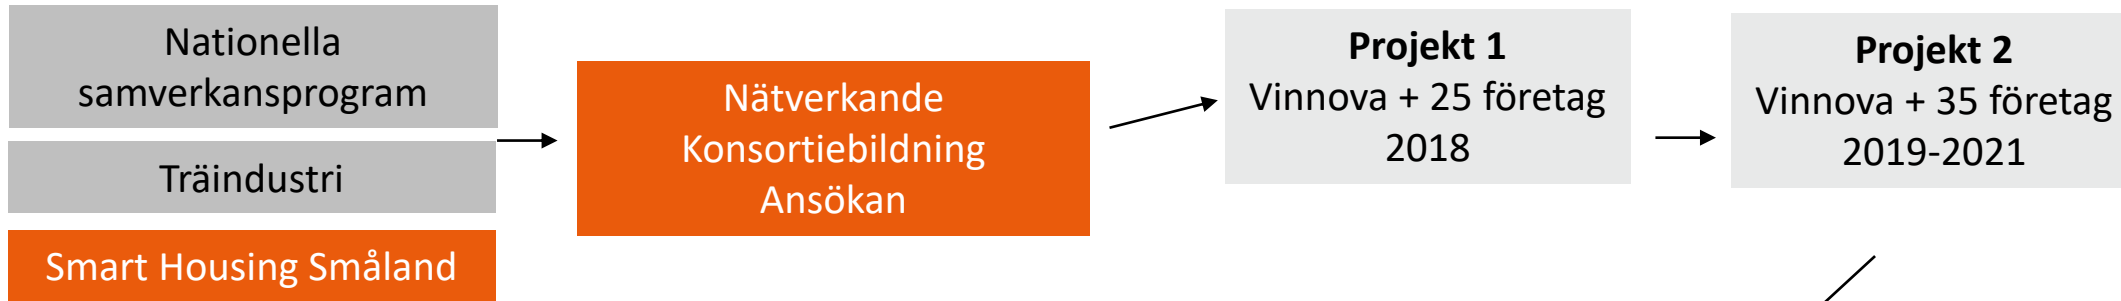 Nationella
samverkansprogram
Träindustri
Smart Housing Småland
Nätverkande
Konsortiebildning
Ansökan
Projekt 1
Vinnova + 25 företag
2018
Projekt 2
Vinnova + 35 företag
2019-2021